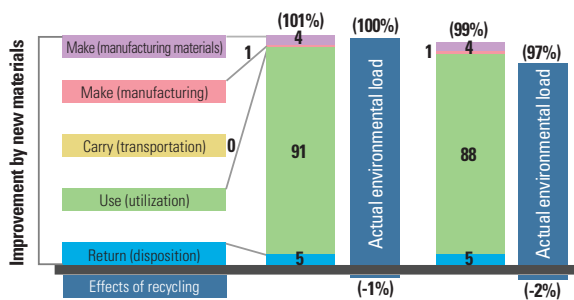 Improvement by new materials
Make (manufacturing materials)
Make (manufacturing)
Carry (transportation)
Use (utilization)
Return (disposition)
Effects of recycling
(101%)
4
1
0
91
5
(100%)
Actual environmental load
(-1%)
(99%)
4
1
88
5
(97%)
Actual environmental load
(-2%)